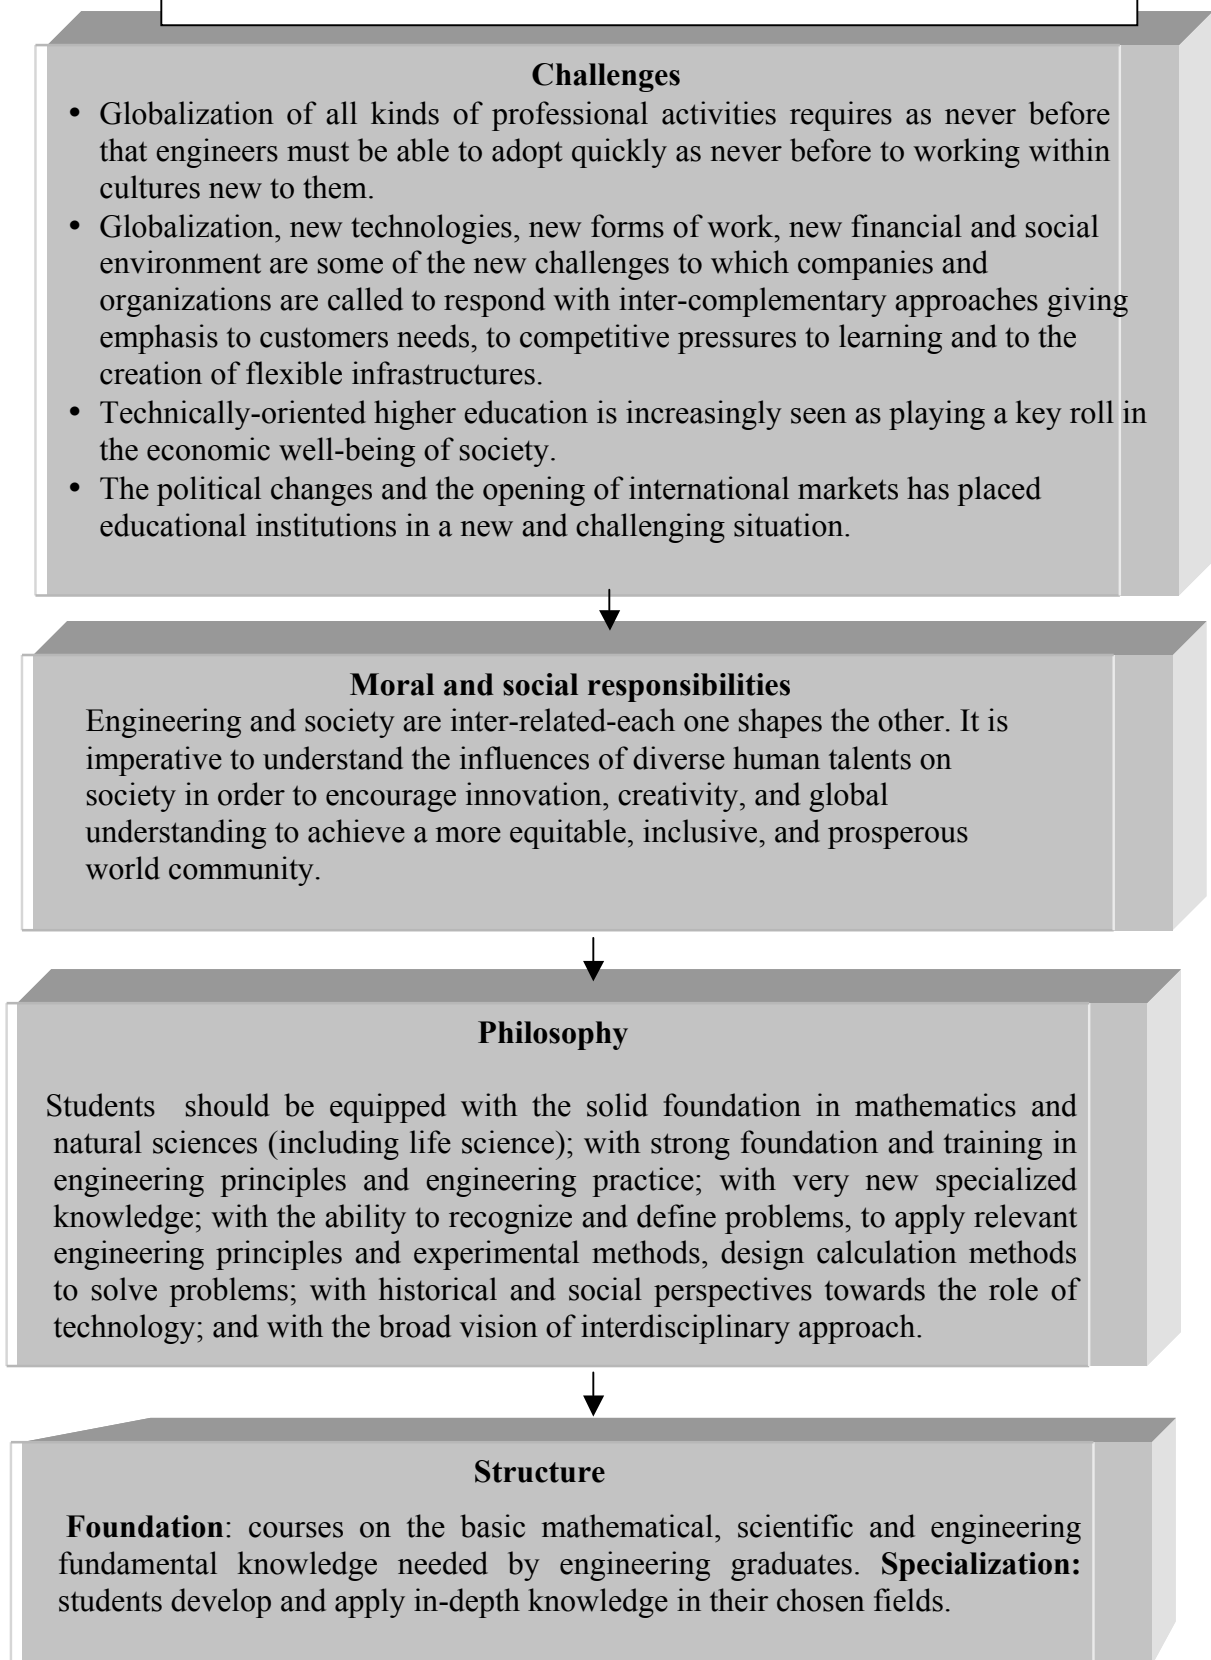 Challenges
• Globalization of all kinds of professional activities requires as never before
that engineers must be able to adopt quickly as never before to working within
cultures new to them.
• Globalization, new technologies, new forms of work, new financial and social
environment are some of the new challenges to which companies and
organizations are called to respond with inter-complementary approaches giving
emphasis to customers needs, to competitive pressures to learning and to the
creation of flexible infrastructures.
• Technically-oriented higher education is increasingly seen as playing a key roll in
the economic well-being of society.
• The political changes and the opening of international markets has placed
educational institutions in a new and challenging situation.
Moral and social responsibilities
Engineering and society are inter-related-each one shapes the other. It is
imperative to understand the influences of diverse human talents on
society in order to encourage innovation, creativity, and global
understanding to achieve a more equitable, inclusive, and prosperous
world community.
Philosophy
Students should be equipped with the solid foundation in mathematics and
natural sciences (including life science); with strong foundation and training in
engineering principles and engineering practice; with very new specialized
knowledge; with the ability to recognize and define problems, to apply relevant
engineering principles and experimental methods, design calculation methods
to solve problems; with historical and social perspectives towards the role of
technology; and with the broad vision of interdisciplinary approach.
Structure
Foundation: courses on the basic mathematical, scientific and engineering
fundamental knowledge needed by engineering graduates. Specialization:
students develop and apply in-depth knowledge in their chosen fields.